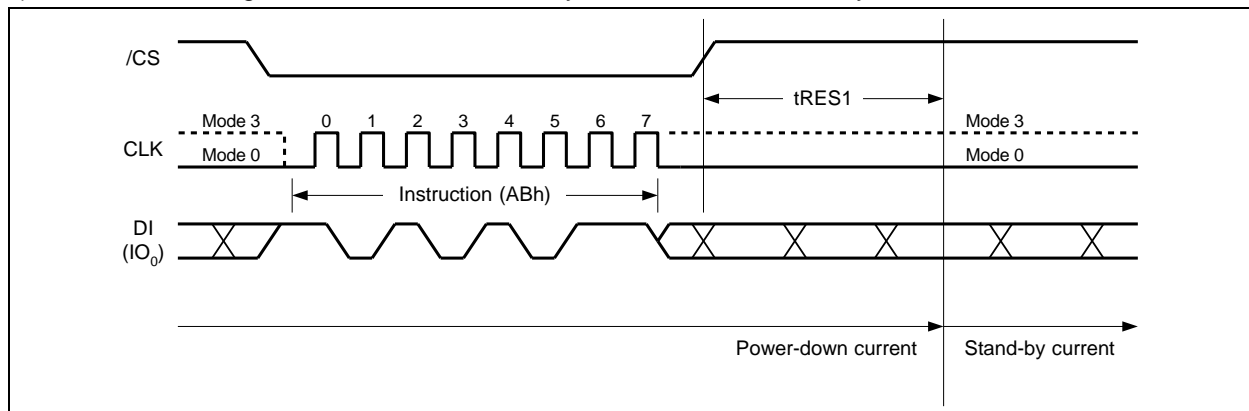 /CS
tRES1
Mode 3 0 1 2 3 4 5 6 7 Mode 3
CLK
Mode 0 Mode 0
Instruction (ABh)
DI
(IO0)
Power-down current Stand-by current